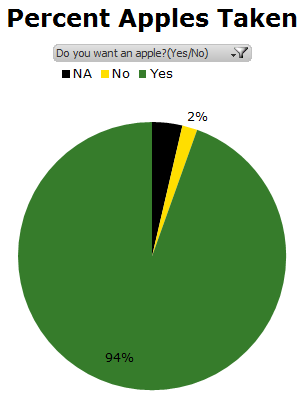 Percent Apples Taken
Do you want an apple?(Yes/No)
NA No Yes
2%
94%